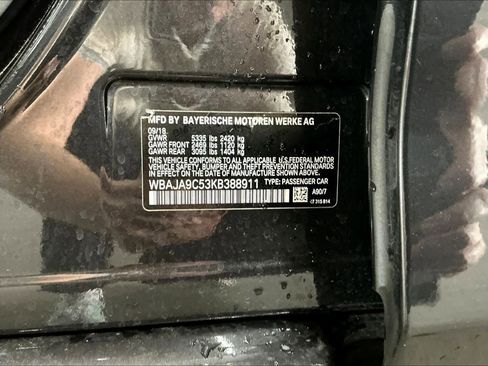 MFD BY BAYERISCHE MOTOREN WERKE AG
09/18
GVWR 5335 lbs 2420 kg
GAWR FRONT 2469 lbs 1120 kg
GAWR REAR 3095 lbs 1404 kg
THIS VEHICLE CONFORMS TO ALL APPLICABLE U.S.FEDERAL MOTOR
VEHICLE SAFETY, BUMPER AND THEFT PREVENTION STANDARDS IN
EFFECT ON THE DATE OF MANUFACTURE SHOWN ABOVE.
WBAJA9C53KB388911 TYPE: PASSENGER CAR
A90/7